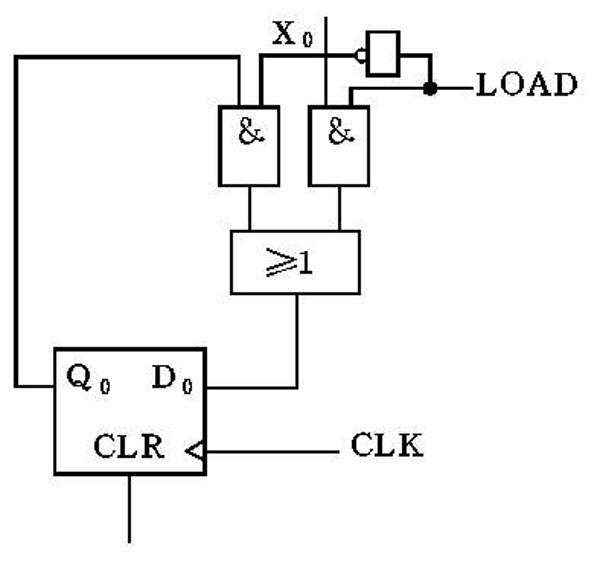 X₀
LOAD
& &
⩾1
Q₀ D₀
CLR CLK